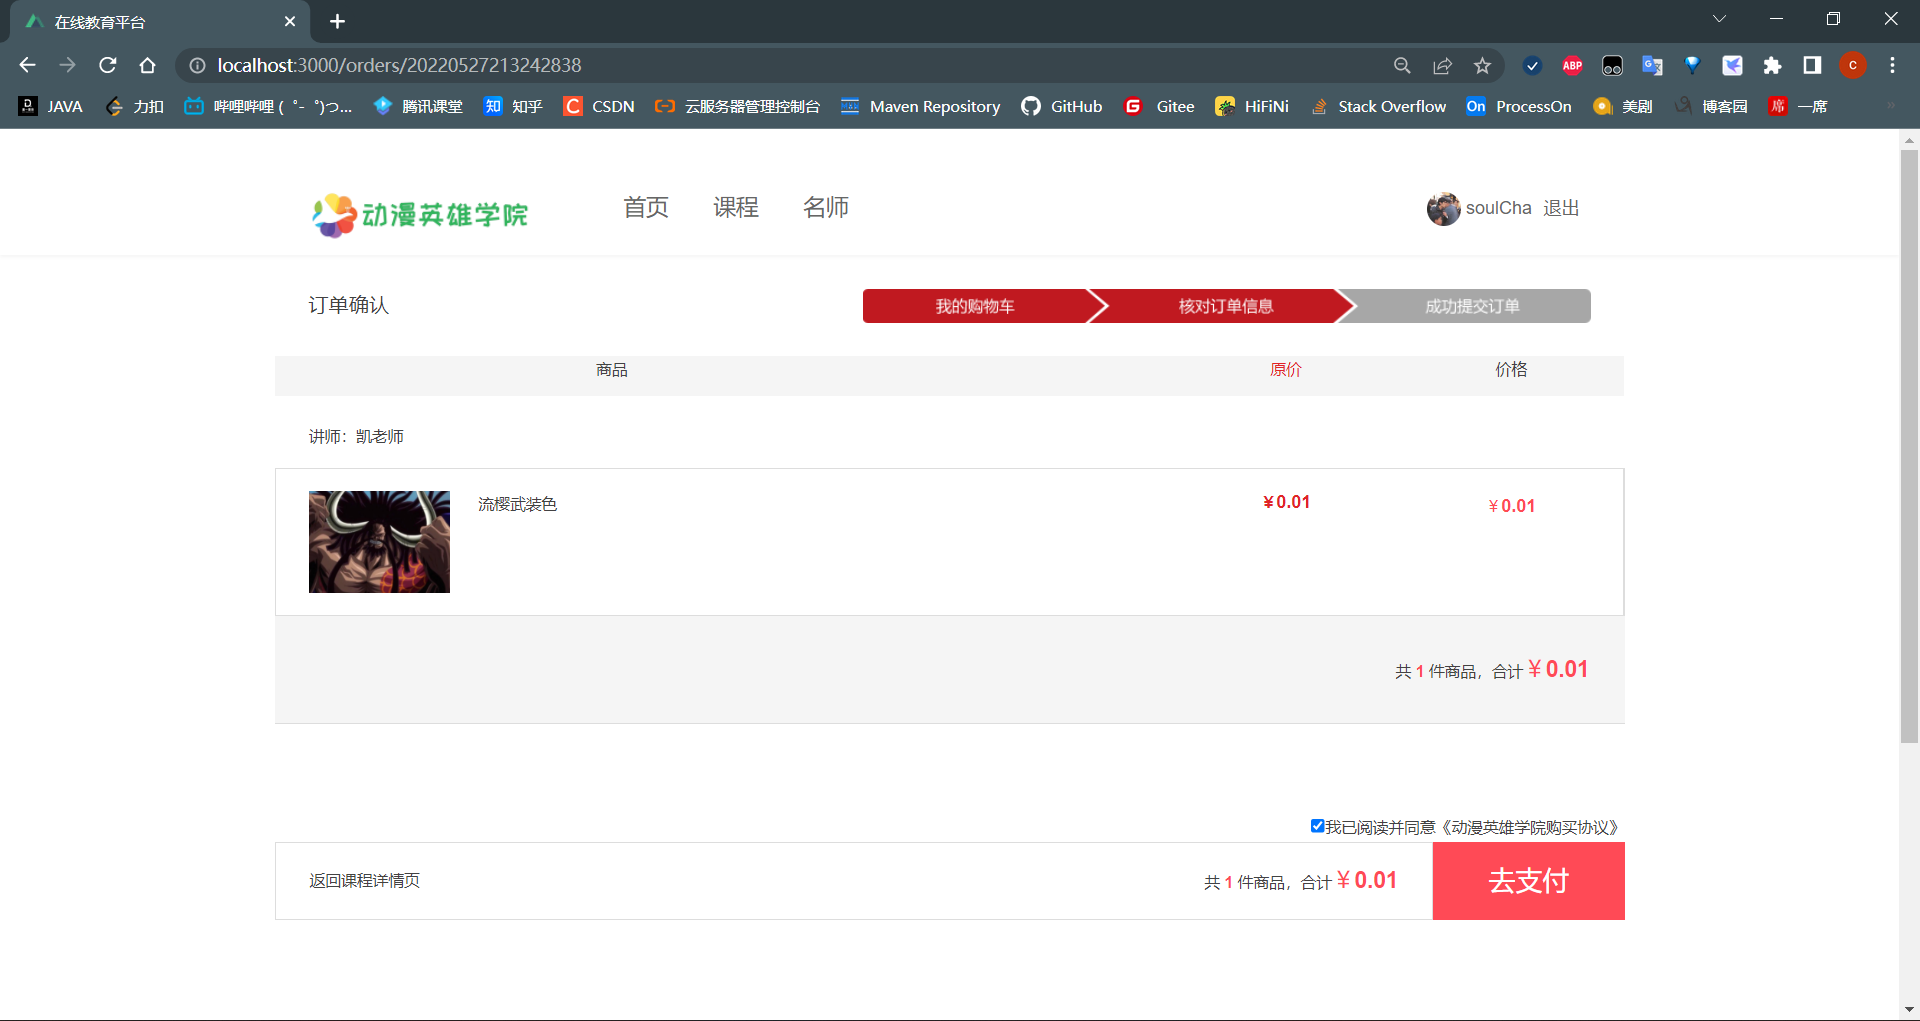 在线教育平台
localhost:3000/orders/20220527213242838
ABP
C
JAVA 力扣 哔哩哔哩 (゜-゜)つ... 腾讯课堂 知 知乎 C CSDN 云服务器管理控制台 Maven Repository GitHub G Gitee HiFiNi Stack Overflow On ProcessOn 美剧 博客园 席 一席
动漫英雄学院 首页 课程 名师 soulCha 退出
订单确认 我的购物车 核对订单信息 成功提交订单
商品 原价 价格
讲师：凯老师
流樱武装色 ￥0.01 ￥0.01
共 1 件商品，合计￥0.01
我已阅读并同意《动漫英雄学院购买协议》
返回课程详情页 共 1 件商品，合计￥0.01 去支付